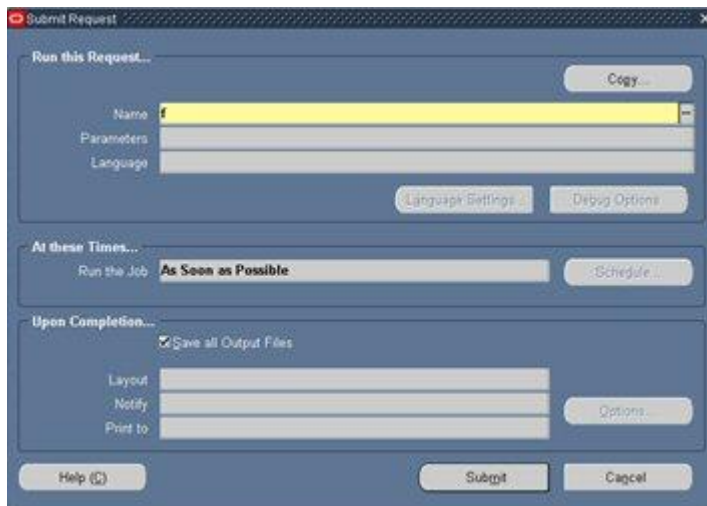 Submit Request
Run this Request...
Copy...
Name f
Parameters
Language
Language Settings... Debug Options
At these Times...
Run the Job As Soon as Possible Schedule...
Upon Completion...
Save all Output Files
Layout
Notify
Options...
Print to
Help (C) Submit Cancel